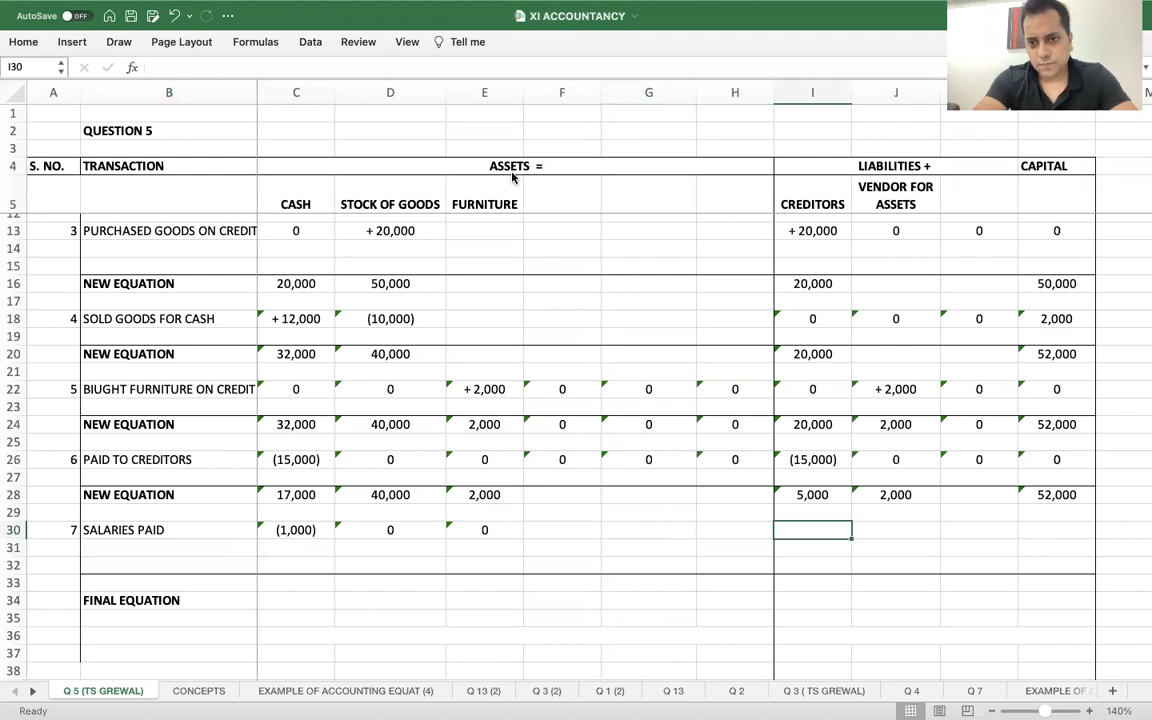 AutoSave OFF XI ACCOUNTANCY
Home Insert Draw Page Layout Formulas Data Review View Tell me
I30 fx
A B C D E F G H I J K L M
1
2 QUESTION 5
3
4 S. NO. TRANSACTION ASSETS = LIABILITIES + CAPITAL
5 CASH STOCK OF GOODS FURNITURE CREDITORS VENDOR FOR ASSETS
12
13 3 PURCHASED GOODS ON CREDIT 0 + 20,000 + 20,000 0 0 0
14
15
16 NEW EQUATION 20,000 50,000 20,000 50,000
17
18 4 SOLD GOODS FOR CASH + 12,000 (10,000) 0 0 0 2,000
19
20 NEW EQUATION 32,000 40,000 20,000 52,000
21
22 5 BIUGHT FURNITURE ON CREDIT 0 0 + 2,000 0 0 0 0 + 2,000 0 0
23
24 NEW EQUATION 32,000 40,000 2,000 0 0 0 20,000 2,000 0 52,000
25
26 6 PAID TO CREDITORS (15,000) 0 0 0 0 0 (15,000) 0 0 0
27
28 NEW EQUATION 17,000 40,000 2,000 5,000 2,000 52,000
29
30 7 SALARIES PAID (1,000) 0 0
31
32
33
34 FINAL EQUATION
35
36
37
38
Q 5 (TS GREWAL) CONCEPTS EXAMPLE OF ACCOUNTING EQUAT (4) Q 13 (2) Q 3 (2) Q 1 (2) Q 13 Q 2 Q 3 ( TS GREWAL) Q 4 Q 7 EXAMPLE OF
Ready 140%